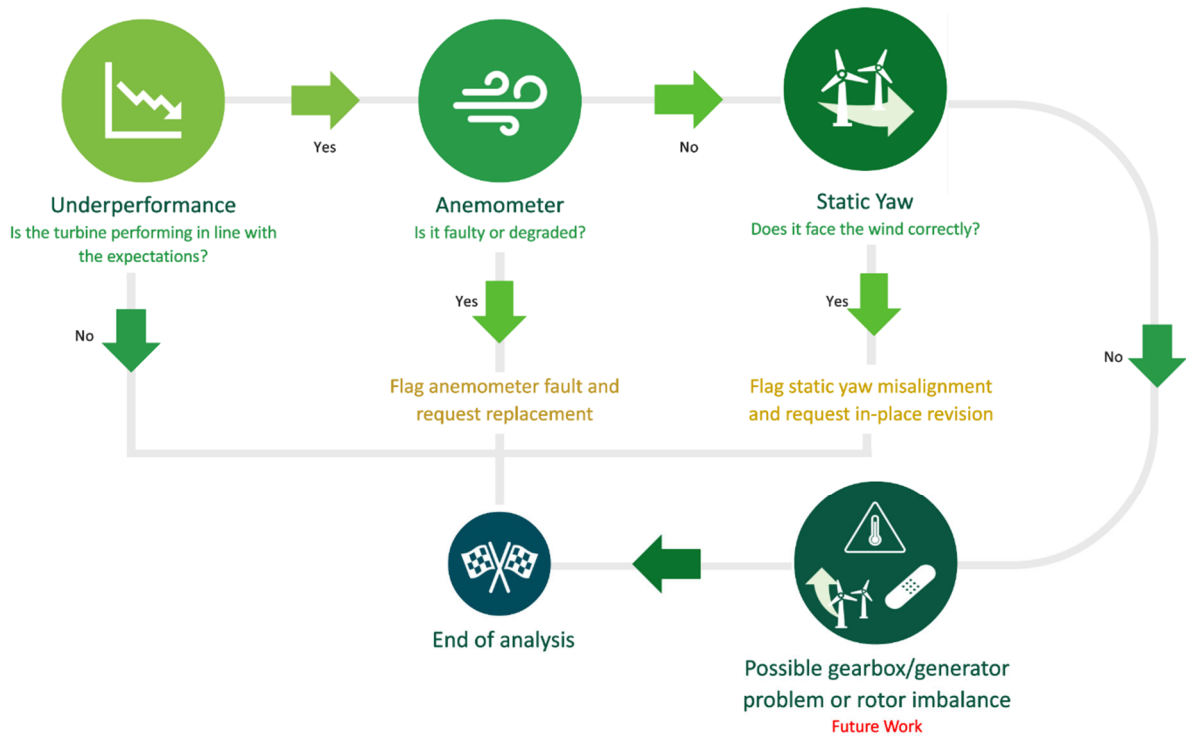 Yes
No
Underperformance
Is the turbine performing in line with
the expectations?
Anemometer
Is it faulty or degraded?
Static Yaw
Does it face the wind correctly?
No
Yes
Yes
No
Flag anemometer fault and
request replacement
Flag static yaw misalignment
and request in-place revision
End of analysis
Possible gearbox/generator
problem or rotor imbalance
Future Work